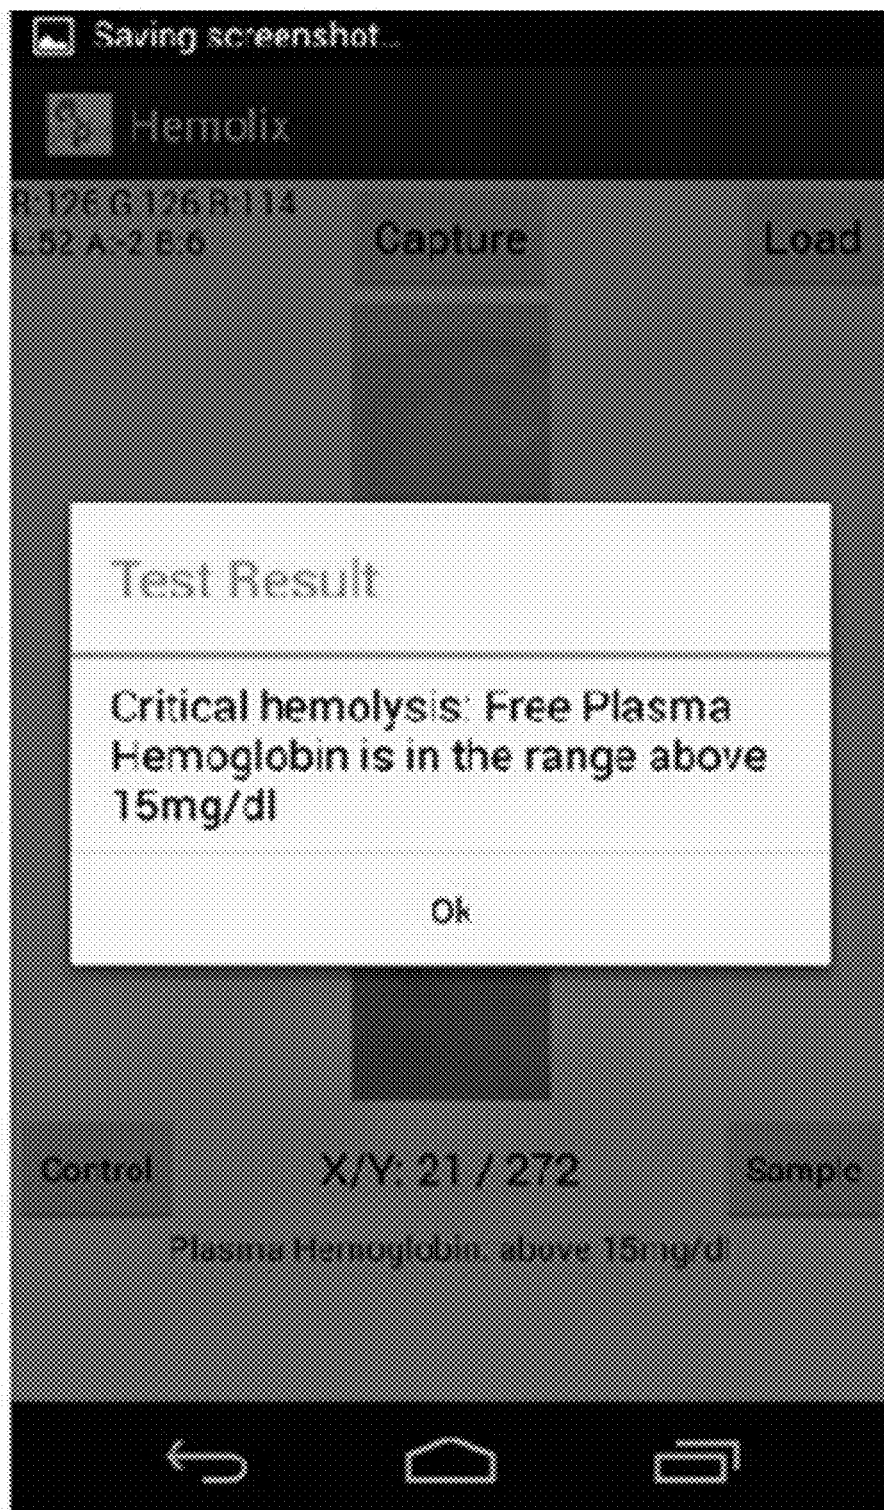 Saving screenshot...
Hemolix
R:126 G:126 B:114
L:52 A:-2 B:6
Capture
Load
Test Result
Critical hemolysis: Free Plasma
Hemoglobin is in the range above
15mg/dl
Ok
Control
X/Y: 21 / 272
Sample
Plasma Hemoglobin: above 15mg/dl